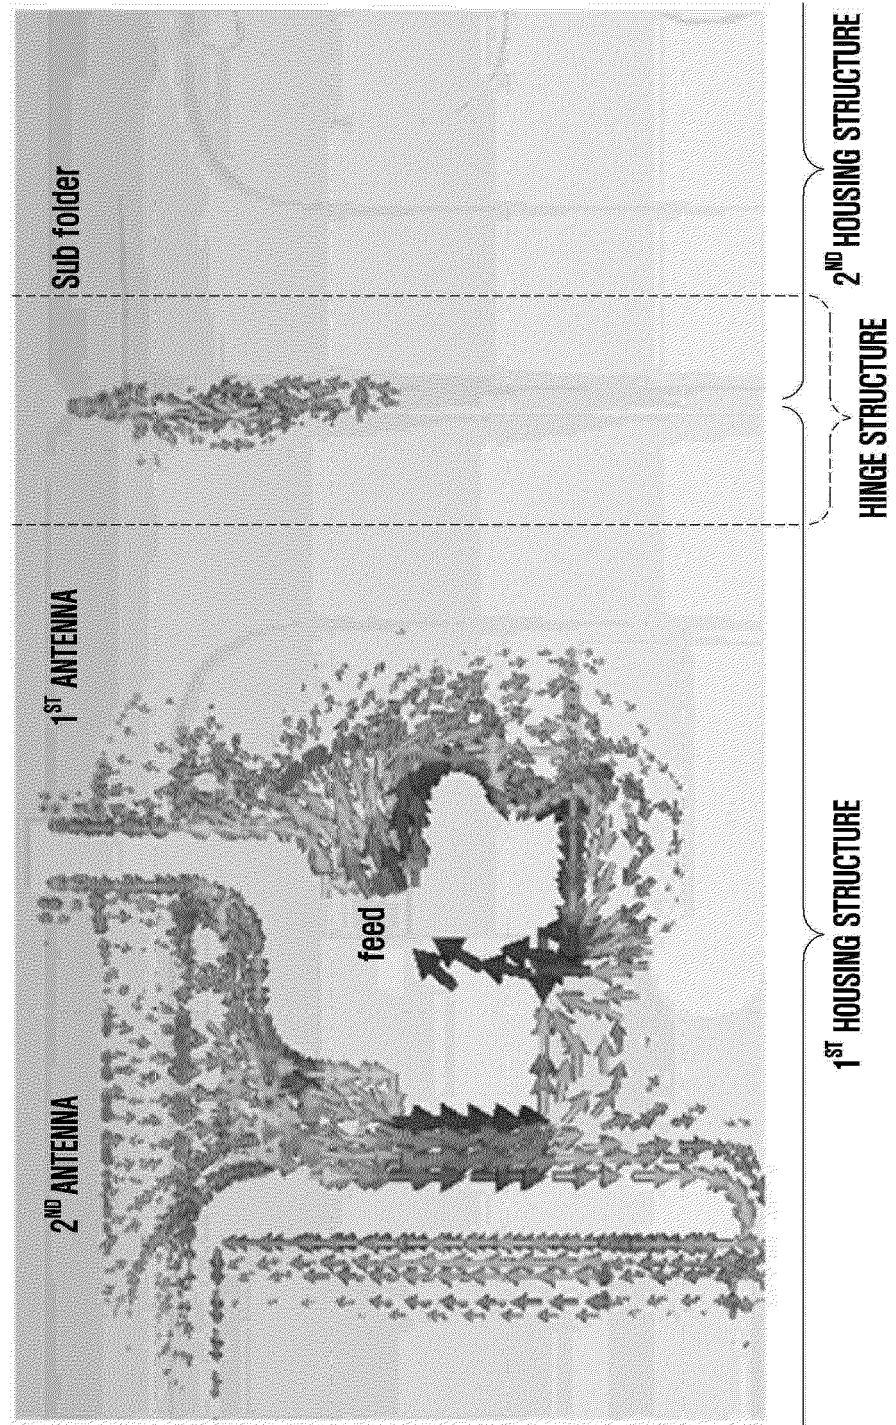 2ND ANTENNA
1ST ANTENNA
Sub folder
feed
1ST HOUSING STRUCTURE
HINGE STRUCTURE
2ND HOUSING STRUCTURE